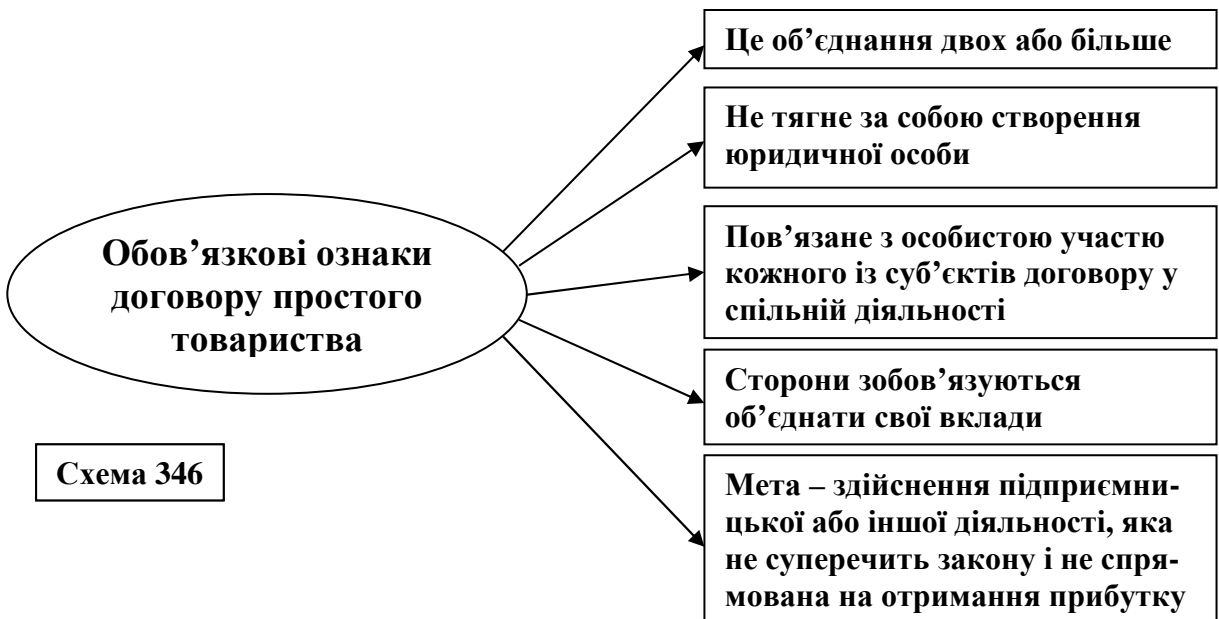 Це об’єднання двох або більше
Не тягне за собою створення
юридичної особи
Обов’язкові ознаки
договору простого
товариства
Пов’язане з особистою участю
кожного із суб’єктів договору у
спільній діяльності
Сторони зобов’язуються
об’єднати свої вклади
Схема 346
Мета – здійснення підприємни-
цької або іншої діяльності, яка
не суперечить закону і не спря-
мована на отримання прибутку